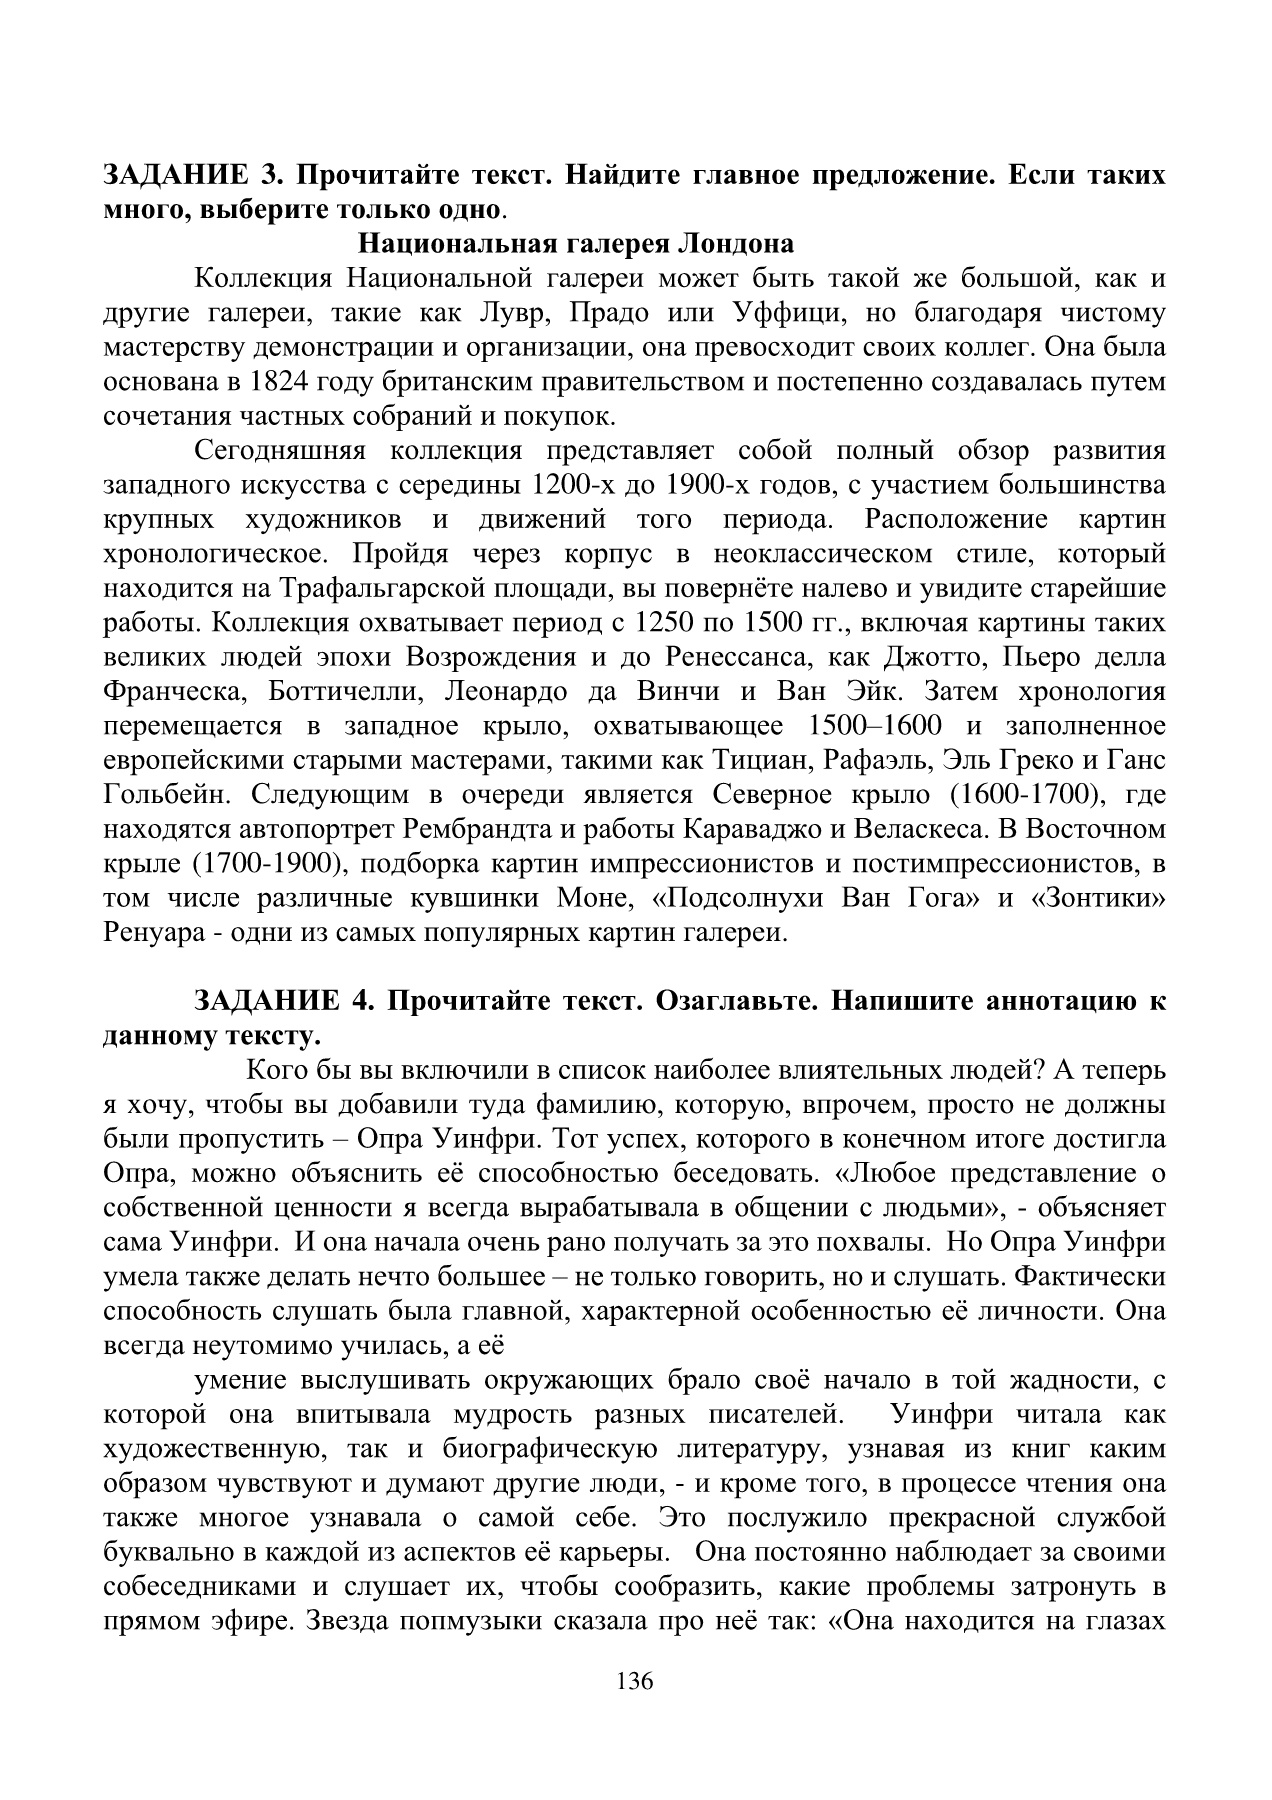 ЗАДАНИЕ 3. Прочитайте текст. Найдите главное предложение. Если таких
много, выберите только одно.
Национальная галерея Лондона
Коллекция Национальной галереи может быть такой же большой, как и
другие галереи, такие как Лувр, Прадо или Уффици, но благодаря чистому
мастерству демонстрации и организации, она превосходит своих коллег. Она была
основана в 1824 году британским правительством и постепенно создавалась путем
сочетания частных собраний и покупок.
Сегодняшняя коллекция представляет собой полный обзор развития
западного искусства с середины 1200-х до 1900-х годов, с участием большинства
крупных художников и движений того периода. Расположение картин
хронологическое. Пройдя через корпус в неоклассическом стиле, который
находится на Трафальгарской площади, вы повернёте налево и увидите старейшие
работы. Коллекция охватывает период с 1250 по 1500 гг., включая картины таких
великих людей эпохи Возрождения и до Ренессанса, как Джотто, Пьеро делла
Франческа, Боттичелли, Леонардо да Винчи и Ван Эйк. Затем хронология
перемещается в западное крыло, охватывающее 1500–1600 и заполненное
европейскими старыми мастерами, такими как Тициан, Рафаэль, Эль Греко и Ганс
Гольбейн. Следующим в очереди является Северное крыло (1600-1700), где
находятся автопортрет Рембрандта и работы Караваджо и Веласкеса. В Восточном
крыле (1700-1900), подборка картин импрессионистов и постимпрессионистов, в
том числе различные кувшинки Моне, «Подсолнухи Ван Гога» и «Зонтики»
Ренуара - одни из самых популярных картин галереи.
ЗАДАНИЕ 4. Прочитайте текст. Озаглавьте. Напишите аннотацию к
данному тексту.
Кого бы вы включили в список наиболее влиятельных людей? А теперь
я хочу, чтобы вы добавили туда фамилию, которую, впрочем, просто не должны
были пропустить – Опра Уинфри. Тот успех, которого в конечном итоге достигла
Опра, можно объяснить её способностью беседовать. «Любое представление о
собственной ценности я всегда вырабатывала в общении с людьми», - объясняет
сама Уинфри. И она начала очень рано получать за это похвалы. Но Опра Уинфри
умела также делать нечто большее – не только говорить, но и слушать. Фактически
способность слушать была главной, характерной особенностью её личности. Она
всегда неутомимо училась, а её
умение выслушивать окружающих брало своё начало в той жадности, с
которой она впитывала мудрость разных писателей. Уинфри читала как
художественную, так и биографическую литературу, узнавая из книг каким
образом чувствуют и думают другие люди, - и кроме того, в процессе чтения она
также многое узнавала о самой себе. Это послужило прекрасной службой
буквально в каждой из аспектов её карьеры. Она постоянно наблюдает за своими
собеседниками и слушает их, чтобы сообразить, какие проблемы затронуть в
прямом эфире. Звезда попмузыки сказала про неё так: «Она находится на глазах
136